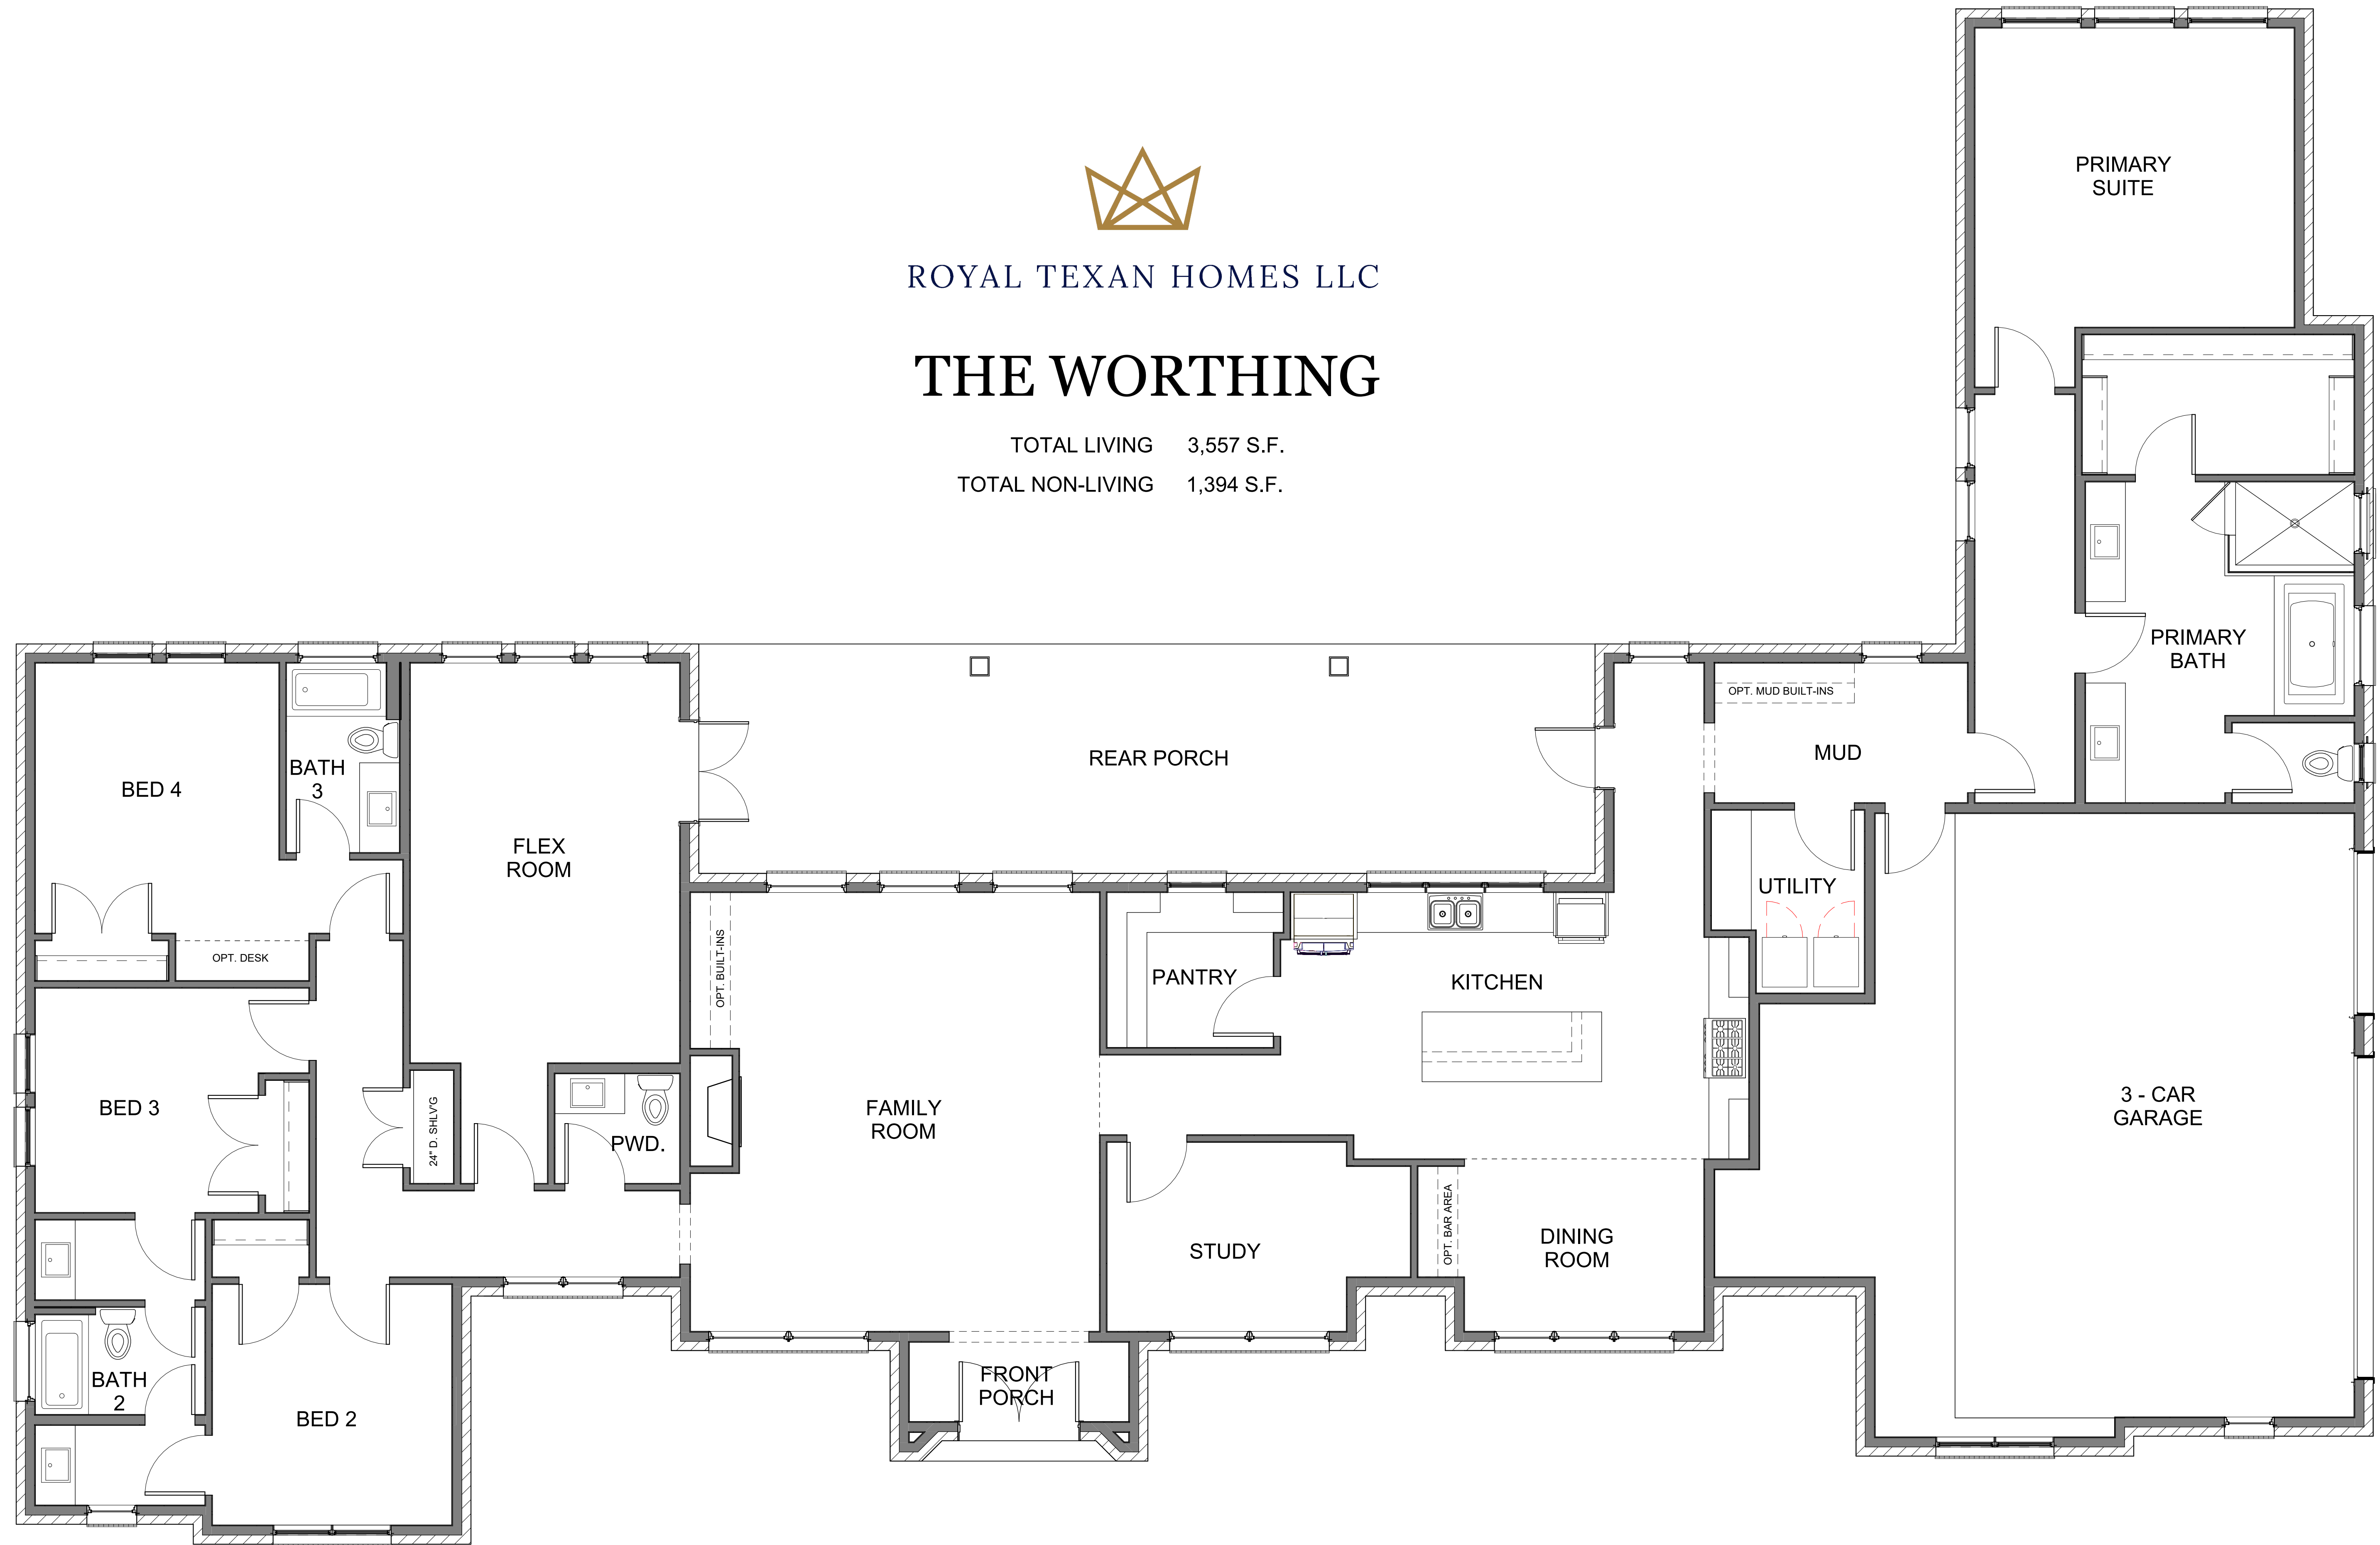 ROYAL TEXAN HOMES LLC
THE WORTHING
TOTAL LIVING 3,557 S.F.
TOTAL NON-LIVING 1,394 S.F.
PRIMARY
SUITE
PRIMARY
BATH
OPT. MUD BUILT-INS
MUD
REAR PORCH
BED 4
BATH
3
FLEX
ROOM
UTILITY
OPT. DESK
OPT. BUILT-INS
PANTRY
KITCHEN
BED 3
24" D. SHLV'G
PWD.
FAMILY
ROOM
3 - CAR
GARAGE
STUDY
OPT. BAR AREA
DINING
ROOM
BATH
2
BED 2
FRONT
PORCH